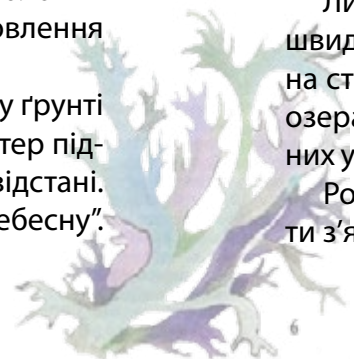 овлення
у ґрунті
тер під-
відстані.
ебесну”.
Ли
швид
на ст
озера
них у
Ро
ти з’я
6